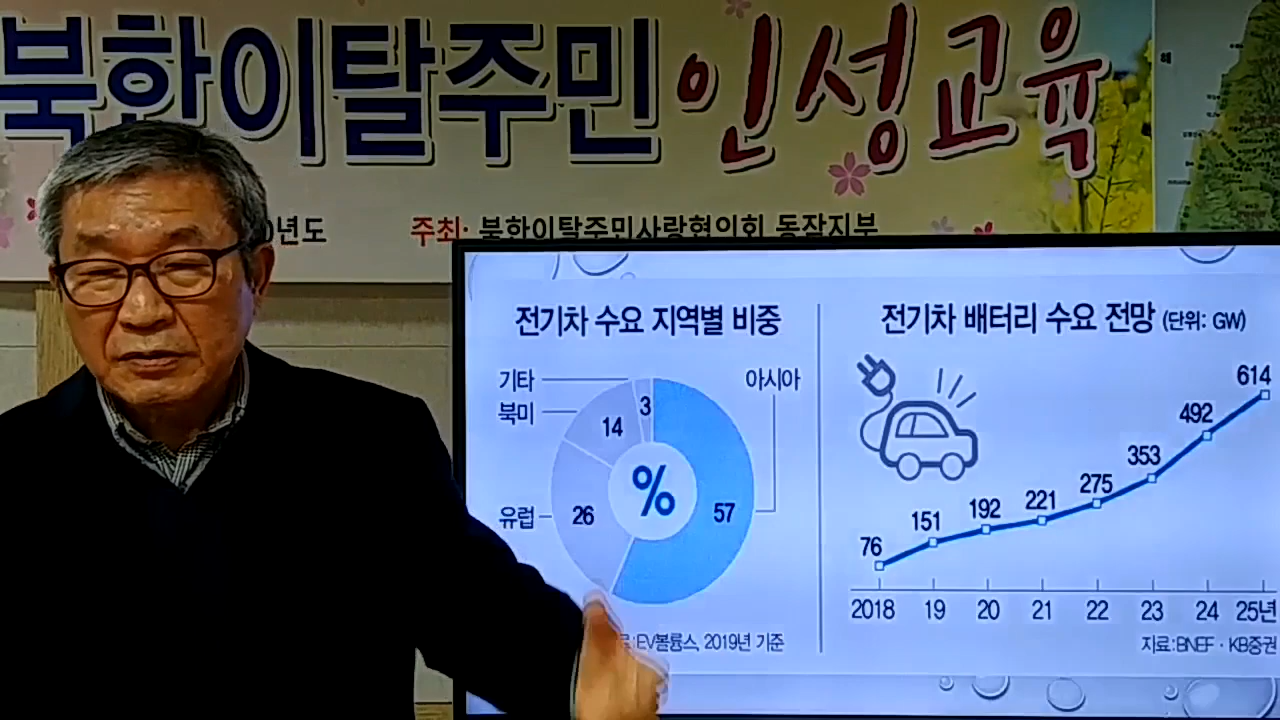 북한이탈주민 인성교육
0년도 주최: 북한이탈주민사랑협의회 동작지부
전기차 수요 지역별 비중
기타
북미
유럽
아시아
3
14
26
57
%
EV볼륨스, 2019년 기준
전기차 배터리 수요 전망 (단위: GW)
76
151
192
221
275
353
492
614
2018 19 20 21 22 23 24 25년
자료:BNEF · KB증권